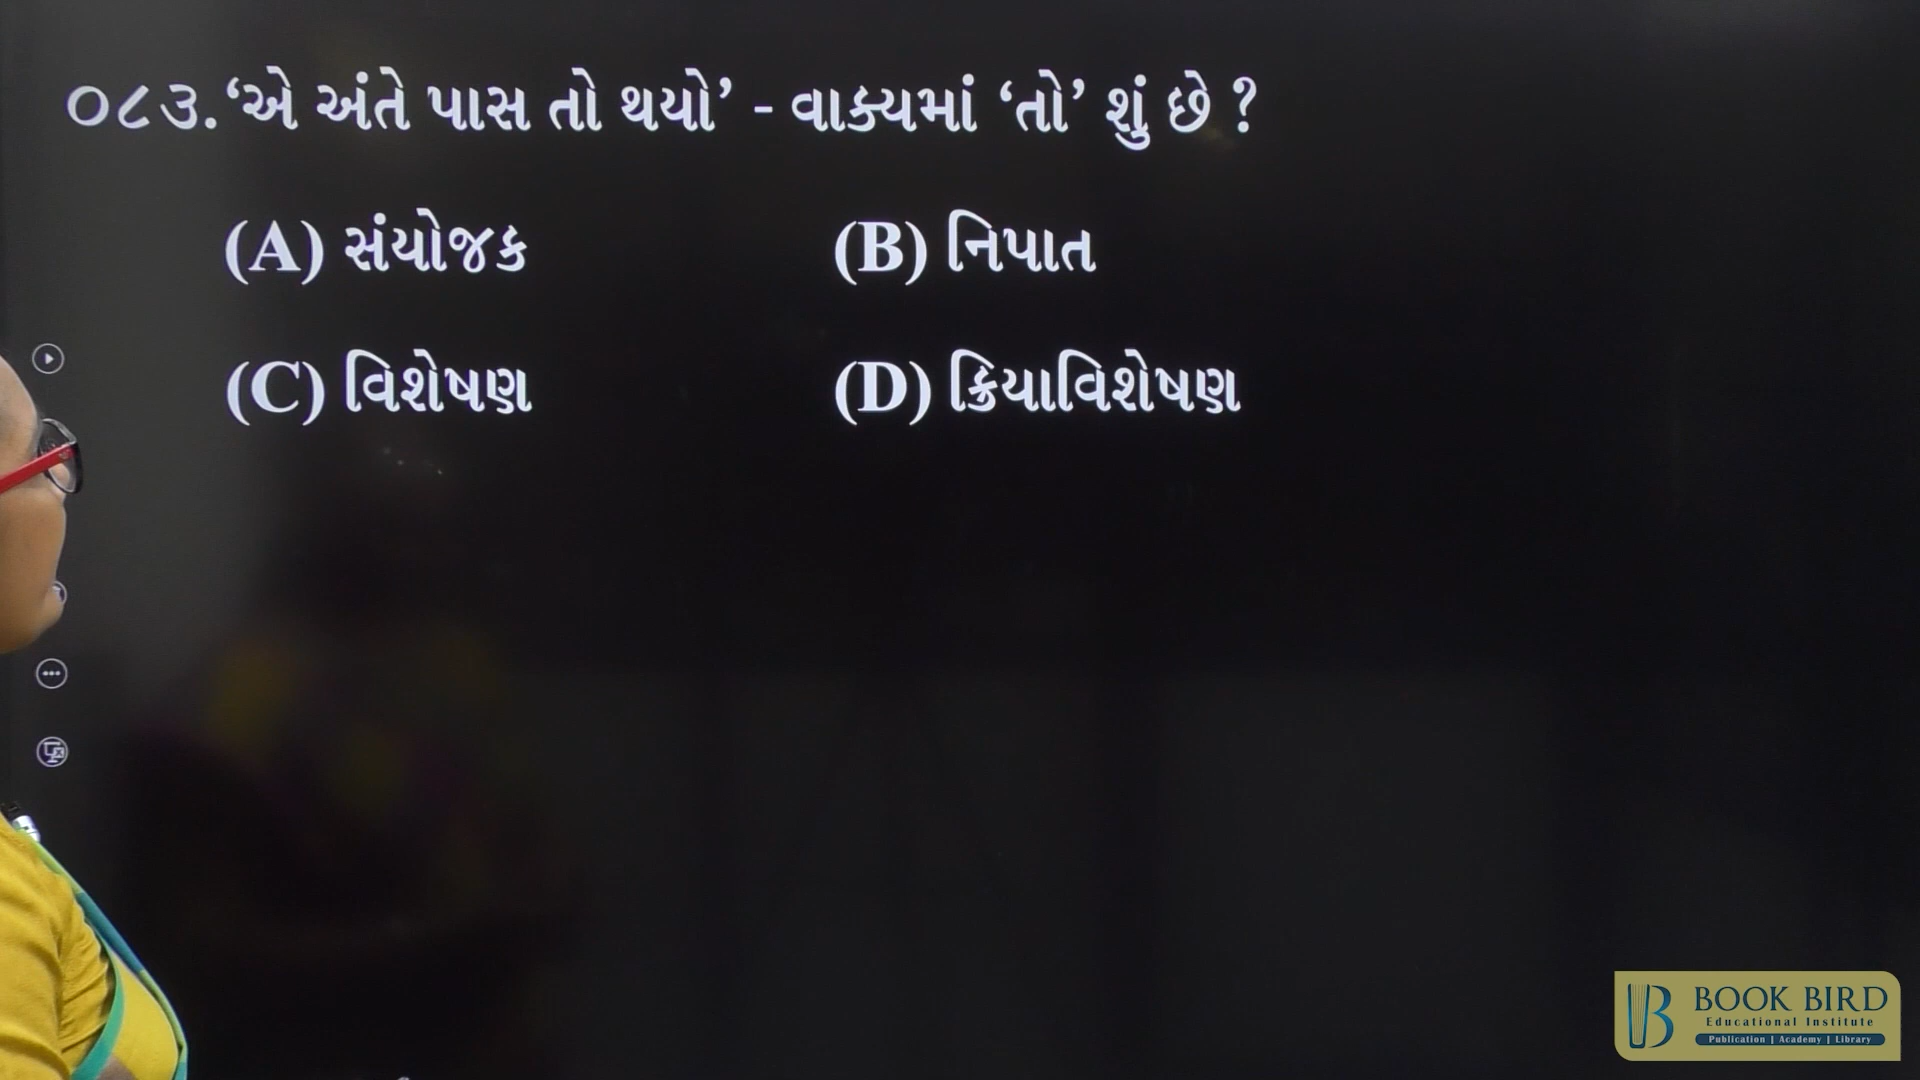 ૦૮૩. ‘એ અંતે પાસ તો થયો’ - વાક્યમાં ‘તો’ શું છે ?
(A) સંયોજક (B) નિપાત
(C) વિશેષણ (D) ક્રિયાવિશેષણ
BOOK BIRD
Educational Institute
Publication | Academy | Library